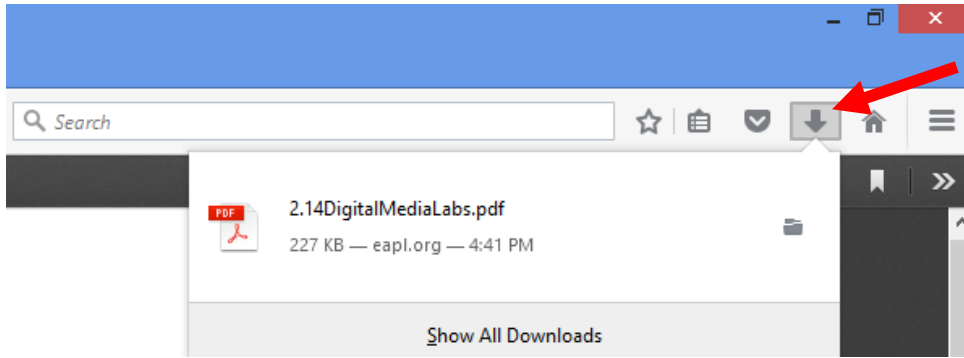 Search
2.14DigitalMediaLabs.pdf
PDF
227 KB — eapl.org — 4:41 PM
Show All Downloads